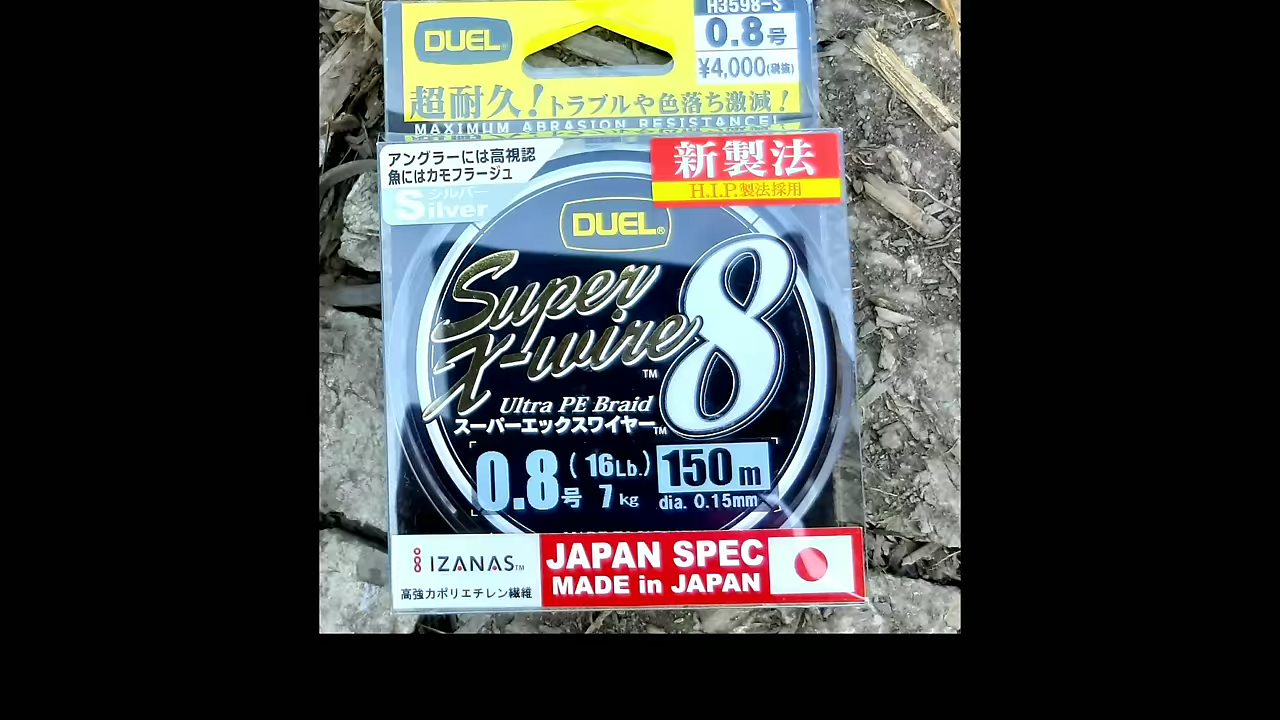 H3598-S
DUEL®
0.8号
¥4,000(税抜)
超耐久!トラブルや色落ち激減!
MAXIMUM ABRASION RESISTANCE!
アングラーには高視認
魚にはカモフラージュ
シルバー
Silver
新製法
H.I.P.製法採用
DUEL®
Super
X-wire 8
TM
Ultra PE Braid
スーパーエックスワイヤー TM
0.8号 (16Lb.) 7kg
150m
dia. 0.15mm
IZANAS TM
高強力ポリエチレン繊維
JAPAN SPEC
MADE in JAPAN